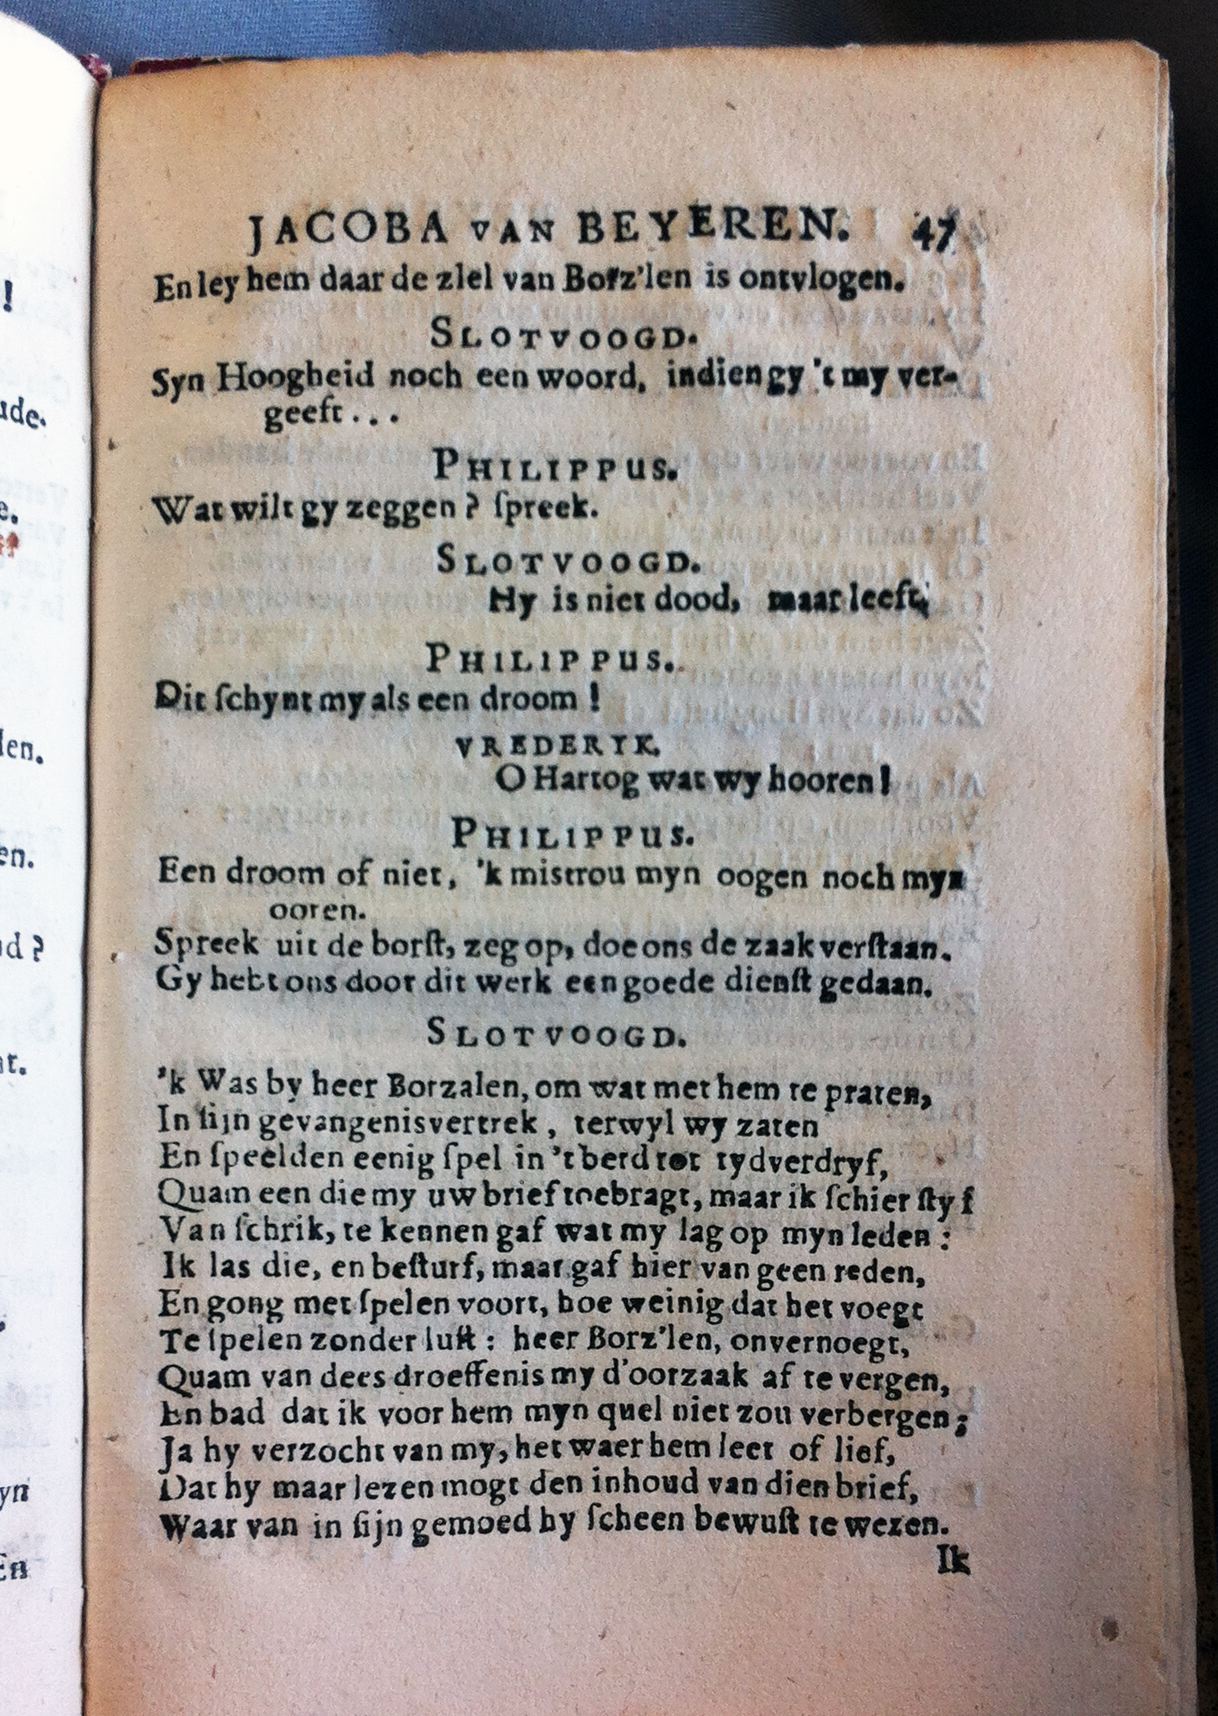 JACOBA VAN BEYEREN. 47
En ley hem daar de zlel van Borz'len is ontvlogen.
SLOTVOOGD.
Syn Hoogheid noch een woord, indien gy 't my ver-
geeft...
PHILIPPUS.
Wat wilt gy zeggen? ſpreek.
SLOTVOOGD.
Hy is niet dood, maar leeft,
PHILIPPUS.
Dit ſchynt my als een droom!
VREDERYK.
O Hartog wat wy hooren!
PHILIPPUS.
Een droom of niet, 'k mistrou myn oogen noch myn
ooren.
Spreek uit de borſt, zeg op, doe ons de zaak verſtaan.
Gy hebt ons door dit werk een goede dienſt gedaan.
SLOTVOOGD.
'k Was by heer Borzalen, om wat met hem te praten,
In ſijn gevangenisvertrek, terwyl wy zaten
En ſpeelden eenig ſpel in 't berd tot tydverdryf,
Quam een die my uw brief toebragt, maar ik ſchier ſtyf
Van ſchrik, te kennen gaf wat my lag op myn leden:
Ik las die, en beſturf, maar gaf hier van geen reden,
En gong met ſpelen voort, hoe weinig dat het voegt
Te ſpelen zonder luſt: heer Borz'len, onvernoegt,
Quam van dees droeffenis my d'oorzaak af te vergen,
En bad dat ik voor hem myn quel niet zou verbergen;
Ja hy verzocht van my, het waer hem leet of lief,
Dat hy maar lezen mogt den inhoud van dien brief,
Waar van in ſijn gemoed hy ſcheen bewuſt te wezen.
Ik